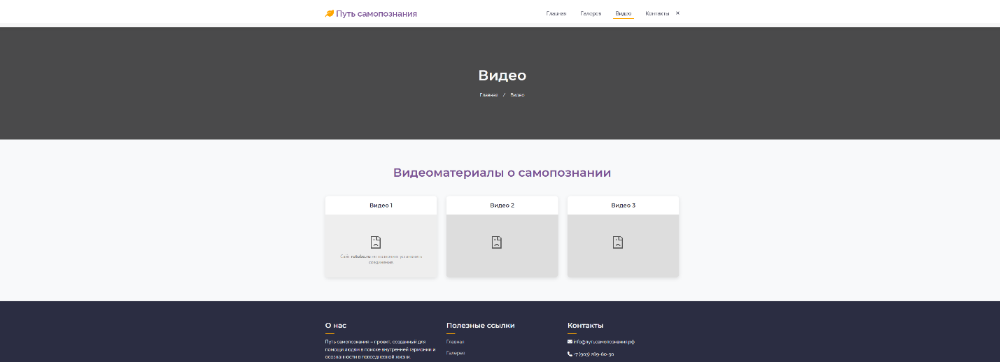 Путь самопознания
Главная Галерея Видео Контакты ×
Видео
Главная / Видео
Видеоматериалы о самопознании
Видео 1
Сайт rutube.ru не позволяет установить
соединение.
Видео 2
Видео 3
О нас
Путь самопознания – проект, созданный для
помощи людям в поиске внутренней гармонии и
осознанности в повседневной жизни.
Полезные ссылки
Главная
Галерея
Контакты
info@путьсамопознания.рф
+7 (903) 289-60-30